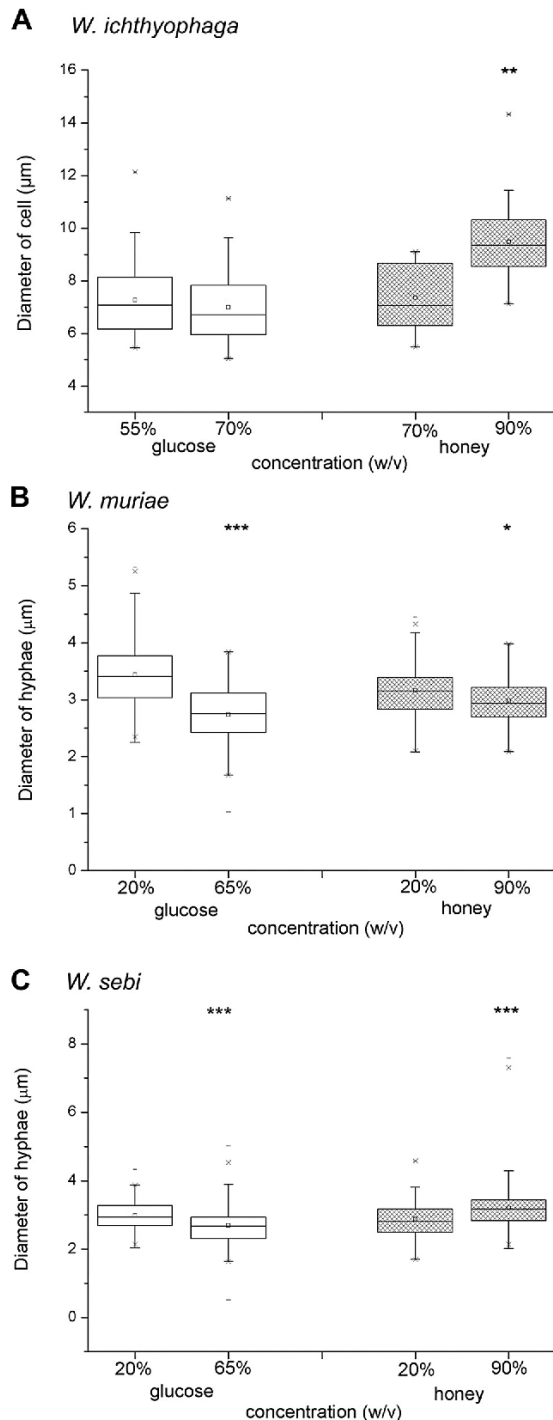 A W. ichthyophaga
16
**
14
12
10
8
6
4
Diameter of cell (μm)
55% 70% 70% 90%
glucose honey
concentration (w/v)
B W. muriae
6
*** *
5
4
3
2
1
0
Diameter of hyphae (μm)
20% 65% 20% 90%
glucose honey
concentration (w/v)
C W. sebi
*** ***
8
6
4
2
0
Diameter of hyphae (μm)
20% 65% 20% 90%
glucose honey
concentration (w/v)